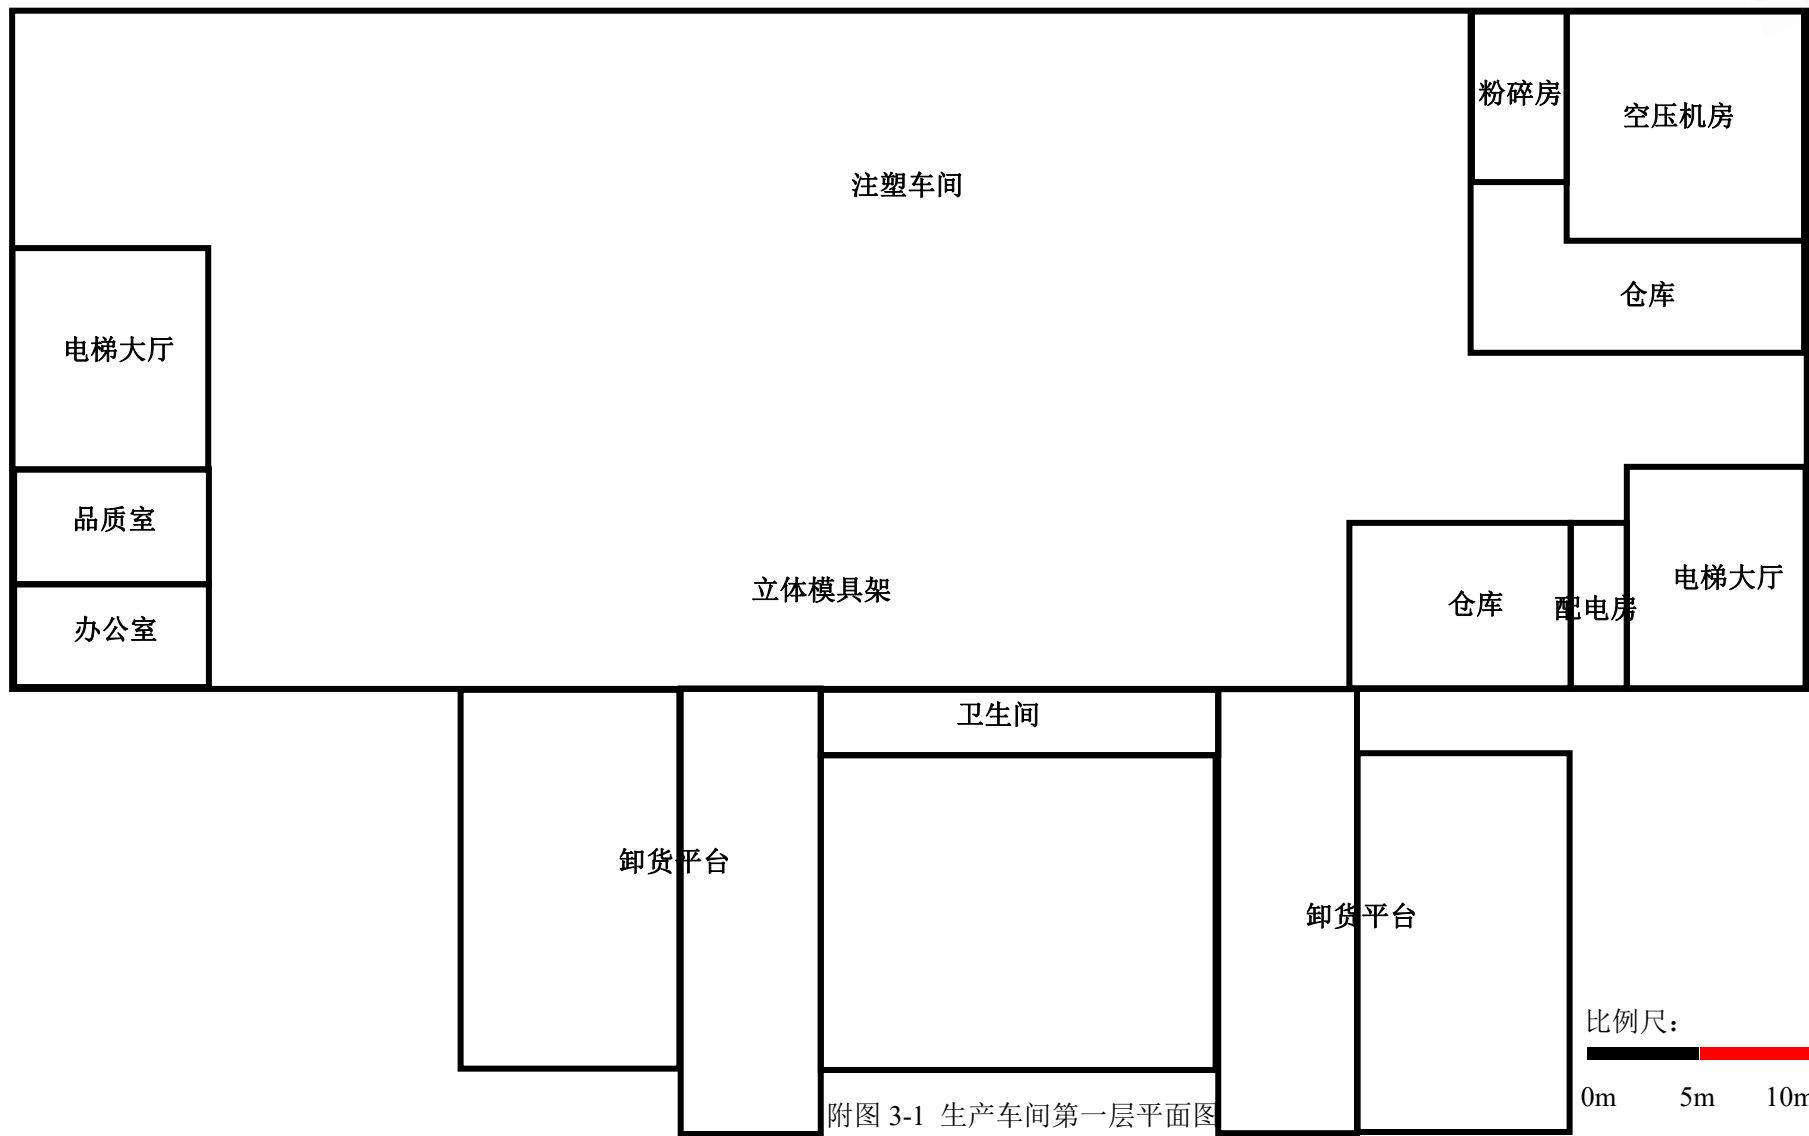 粉碎房
空压机房
注塑车间
仓库
电梯大厅
品质室
办公室
立体模具架
仓库
配电房
电梯大厅
卫生间
卸货平台
卸货平台
比例尺：
0m 5m 10m
附图 3-1 生产车间第一层平面图